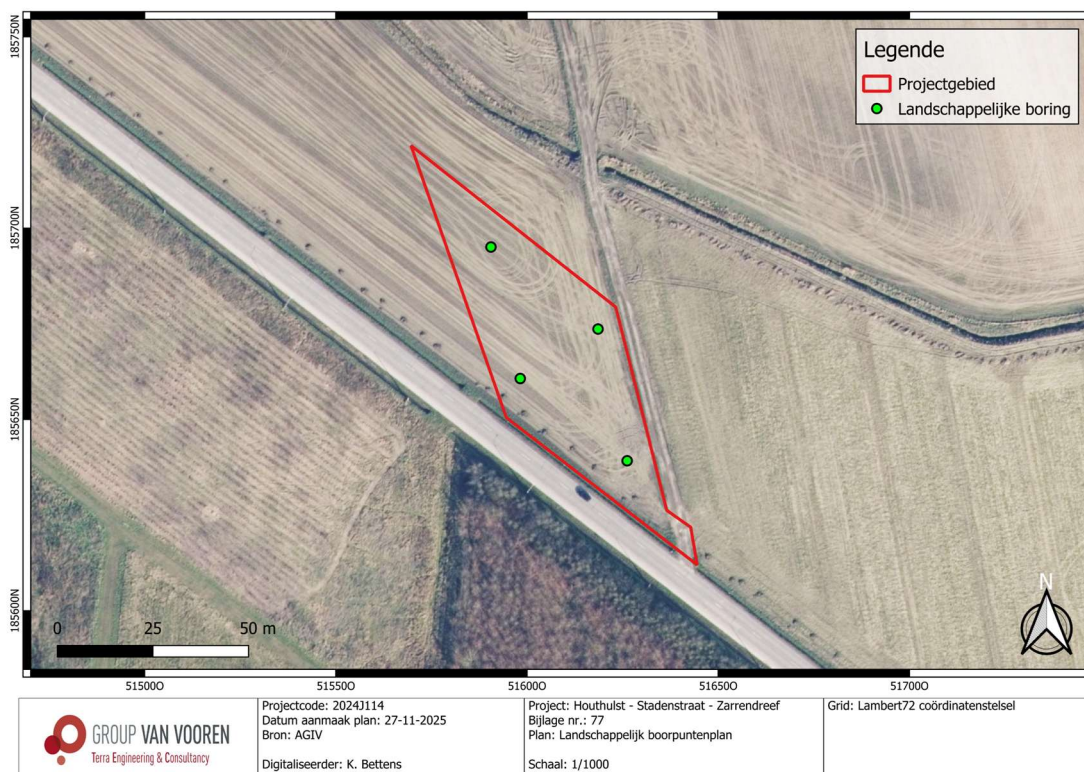 Legende
Projectgebied
Landschappelijke boring
185750N
185700N
185650N
185600N
N
0 25 50 m
515000 515500 516000 516500 517000
GROUP VAN VOOREN
Terra Engineering & Consultancy
Projectcode: 2024J114
Datum aanmaak plan: 27-11-2025
Bron: AGIV
Digitaliseerder: K. Bettens
Project: Houthulst - Stadenstraat - Zarrendreef
Bijlage nr.: 77
Plan: Landschappelijk boorpuntenplan
Schaal: 1/1000
Grid: Lambert72 coördinatenstelsel